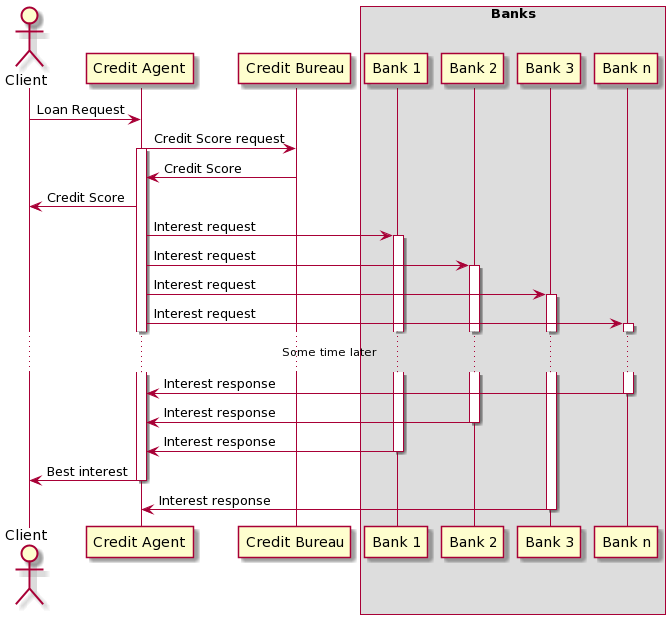 Banks
Client
Credit Agent
Credit Bureau
Bank 1
Bank 2
Bank 3
Bank n
Loan Request
Credit Score request
Credit Score
Credit Score
Interest request
Interest request
Interest request
Interest request
Some time later
Interest response
Interest response
Interest response
Best interest
Interest response
Client
Credit Agent
Credit Bureau
Bank 1
Bank 2
Bank 3
Bank n